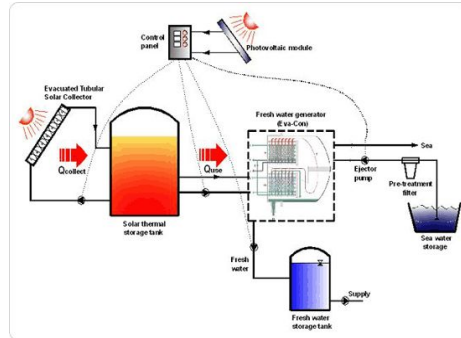 Control
panel
Photovoltaic module
Evacuated Tubular
Solar Collector
Fresh water generator
(Eva-Con)
Qcollect
Quse
Sea
Ejector
pump
Pre-treatment
filter
Solar thermal
storage tank
Sea water
storage
Fresh
water
Supply
Fresh water
storage tank